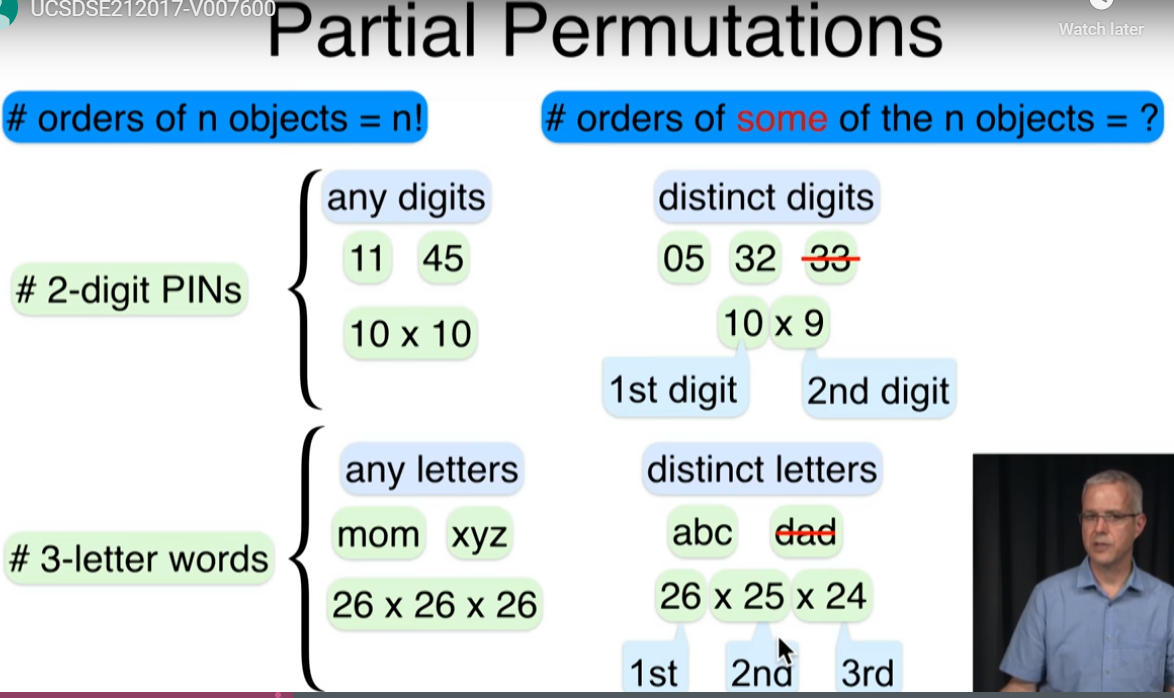 UCSDSE212017-V007600
Partial Permutations
Watch later
# orders of n objects = n!
# orders of some of the n objects = ?
any digits
distinct digits
11 45
05 32 33
# 2-digit PINs
10 x 10
10 x 9
1st digit
2nd digit
any letters
distinct letters
mom xyz
abc dad
# 3-letter words
26 x 26 x 26
26 x 25 x 24
1st 2nd 3rd